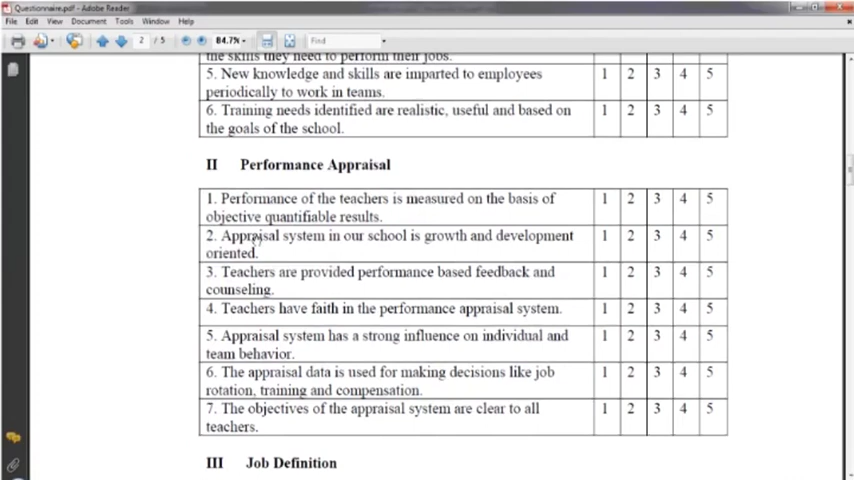 Questionnaire.pdf - Adobe Reader
File Edit View Document Tools Window Help
2 / 5 84.7% Find
the skills they need to perform their jobs.
5. New knowledge and skills are imparted to employees 1 2 3 4 5
periodically to work in teams.
6. Training needs identified are realistic, useful and based on 1 2 3 4 5
the goals of the school.
II Performance Appraisal
1. Performance of the teachers is measured on the basis of 1 2 3 4 5
objective quantifiable results.
2. Appraisal system in our school is growth and development 1 2 3 4 5
oriented.
3. Teachers are provided performance based feedback and 1 2 3 4 5
counseling.
4. Teachers have faith in the performance appraisal system. 1 2 3 4 5
5. Appraisal system has a strong influence on individual and 1 2 3 4 5
team behavior.
6. The appraisal data is used for making decisions like job 1 2 3 4 5
rotation, training and compensation.
7. The objectives of the appraisal system are clear to all 1 2 3 4 5
teachers.
III Job Definition